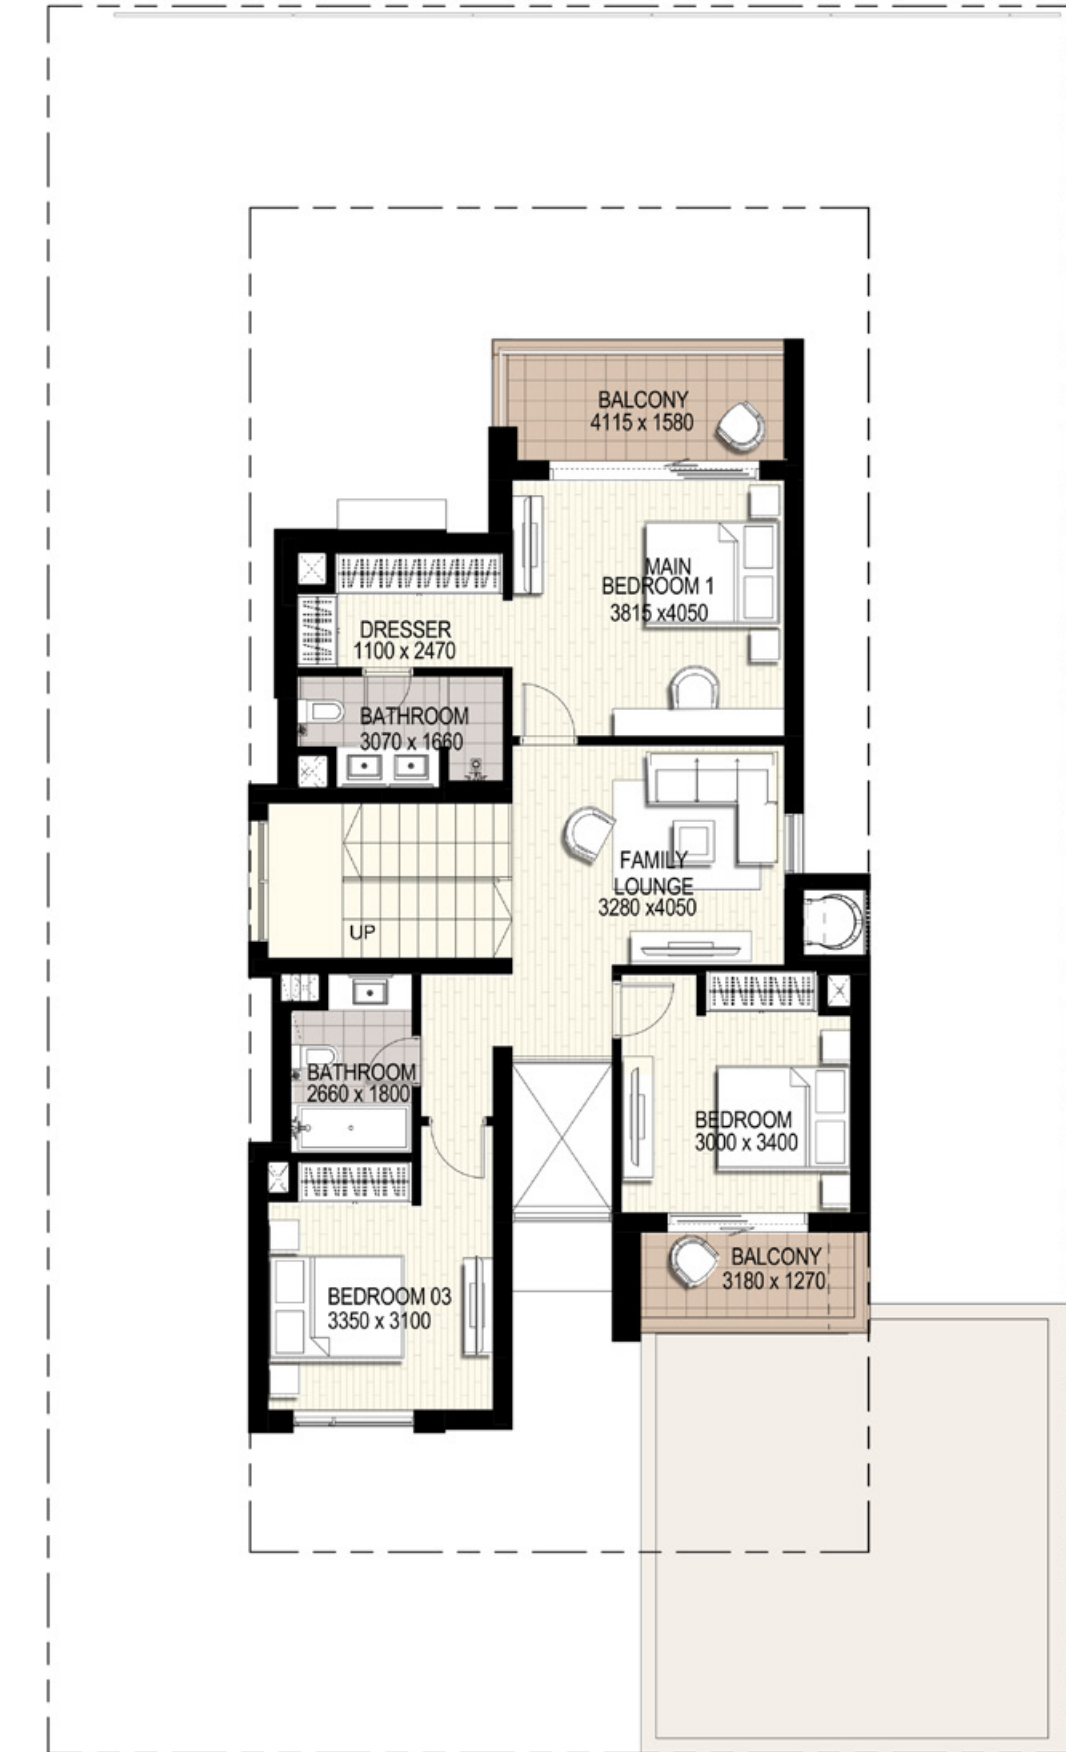 BALCONY
4115 x 1580
MAIN
BEDROOM 1
3815 x4050
DRESSER
1100 x 2470
BATHROOM
3070 x 1660
FAMILY
LOUNGE
3280 x4050
UP
BATHROOM
2660 x 1800
BEDROOM
3000 x 3400
BALCONY
3180 x 1270
BEDROOM 03
3350 x 3100